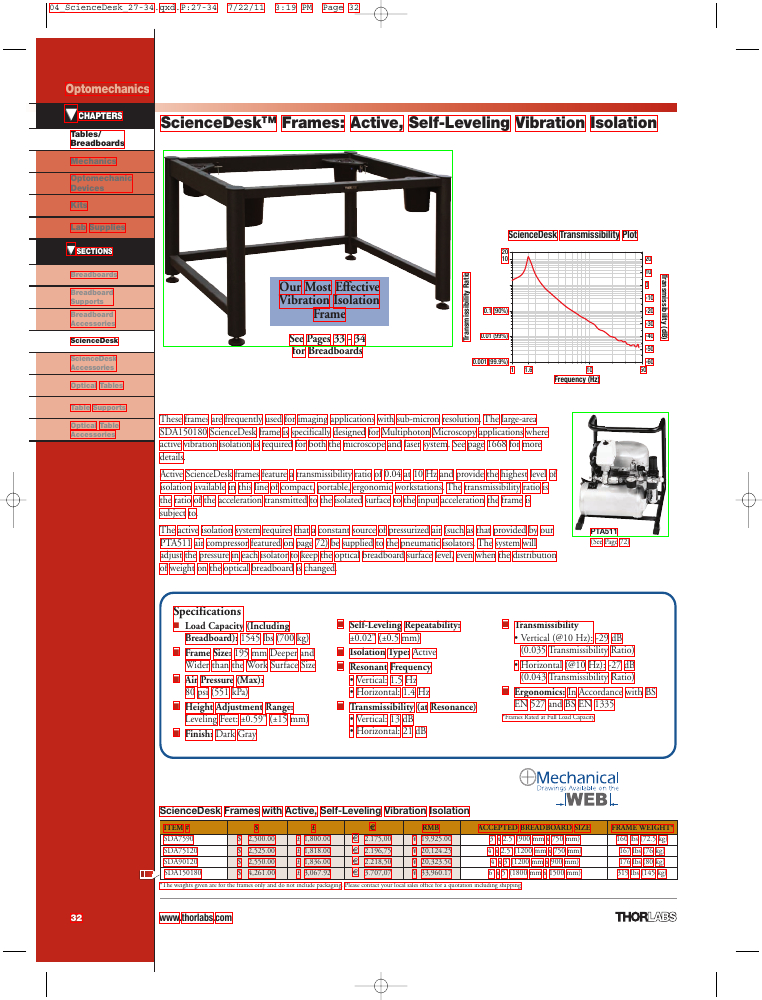 04 ScienceDesk 27-34.qxd.P:27-34 7/22/11 3:19 PM Page 32
Optomechanics
CHAPTERS
Tables/
Breadboards
Mechanics
Optomechanic
Devices
Kits
Lab Supplies
SECTIONS
Breadboards
Breadboard
Supports
Breadboard
Accessories
ScienceDesk
ScienceDesk
Accessories
Optical Tables
Table Supports
Optical Table
Accessories
ScienceDesk™ Frames: Active, Self-Leveling Vibration Isolation
Our Most Effective
Vibration Isolation
Frame
See Pages 33 - 34
for Breadboards
ScienceDesk Transmissibility Plot
Transmissibility Rate
Transmissibility (dB)
20
10
0.1 (90%)
0.01 (99%)
0.001 (99.9%)
20
10
-10
-20
-30
-40
-50
-60
10
Frequency (Hz)
These frames are frequently used for imaging applications with sub-micron resolution. The large-area
SDA150180 ScienceDesk frame is specifically designed for Multiphoton Microscopy applications where
active vibration isolation is required for both the microscope and laser system. See page 1668 for more
details.
Active ScienceDesk frames feature a transmissibility ratio of 0.04 at 10 Hz and provide the highest level of
isolation available in this line of compact, portable, ergonomic workstations. The transmissibility ratio is
the ratio of the acceleration transmitted to the isolated surface to the input acceleration the frame is
subject to.
The active isolation system requires that a constant source of pressurized air (such as that provided by our
PTA511 air compressor featured on page 72) be supplied to the pneumatic isolators. The system will
adjust the pressure in each isolator to keep the optical breadboard surface level, even when the distribution
of weight on the optical breadboard is changed.
PTA511
(See Page 72)
Specifications
Load Capacity (Including
Breadboard): 1545 lbs (700 kg)
Frame Size: 195 mm Deeper and
Wider than the Work Surface Size
Air Pressure (Max):
80 psi (551 kPa)
Height Adjustment Range:
Leveling Feet: ±0.59" (±15 mm)
Finish: Dark Gray
Self-Leveling Repeatability:
±0.02" (±0.5 mm)
Isolation Type: Active
Resonant Frequency
• Vertical: 1.5 Hz
• Horizontal: 1.4 Hz
Transmissibility (at Resonance)
• Vertical: 13 dB
• Horizontal: 21 dB
Transmissibility
• Vertical (@10 Hz): -29 dB
(0.035 Transmissibility Ratio)
• Horizontal (@10 Hz): -27 dB
(0.043 Transmissibility Ratio)
Ergonomics: In Accordance with BS
EN 527 and BS EN 1335
*Frames Rated at Full Load Capacity
Mechanical
Drawings Available on the
WEB
ScienceDesk Frames with Active, Self-Leveling Vibration Isolation
ITEM # $ £ € RMB ACCEPTED BREADBOARD SIZE FRAME WEIGHT*
SDA7590 $ 2,500.00 £ 1,800.00 € 2.175,00 ¥ 19,925.00 3' x 2.5' (900 mm x 750 mm) 160 lbs (72.5 kg)
SDA75120 $ 2,525.00 £ 1,818.00 € 2.196,75 ¥ 20,124.25 4' x 2.5' (1200 mm x 750 mm) 167 lbs (76 kg)
SDA90120 $ 2,550.00 £ 1,836.00 € 2.218,50 ¥ 20,323.50 4' x 3' (1200 mm x 900 mm) 176 lbs (80 kg)
SDA150180 $ 4,261.00 £ 3,067.92 € 3.707,07 ¥ 33,960.17 6' x 5' (1800 mm x 1500 mm) 319 lbs (145 kg)
*The weights given are for the frames only and do not include packaging. Please contact your local sales office for a quotation including shipping.
32
www.thorlabs.com
THORLABS